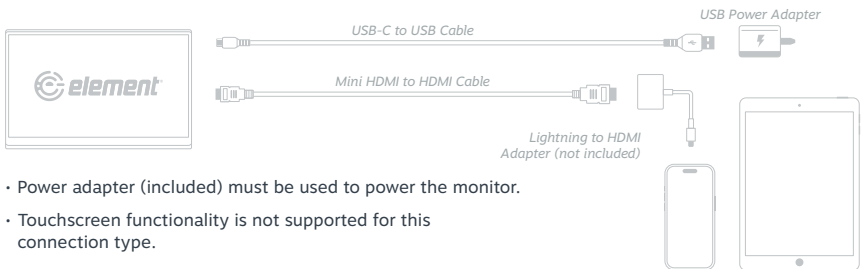 USB Power Adapter
USB-C to USB Cable
element
Mini HDMI to HDMI Cable
Lightning to HDMI
Adapter (not included)
· Power adapter (included) must be used to power the monitor.
· Touchscreen functionality is not supported for this
connection type.